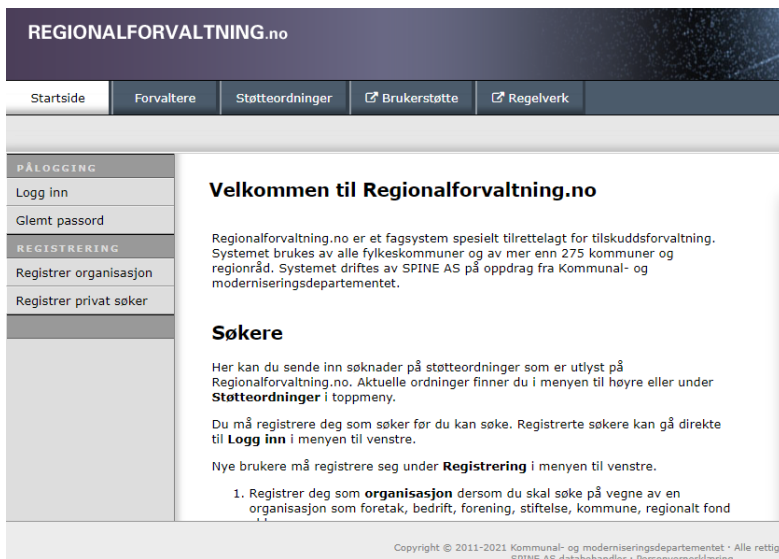 REGIONALFORVALTNING.no
Startside
Forvaltere
Støtteordninger
Brukerstøtte
Regelverk
PÅLOGGING
Logg inn
Glemt passord
REGISTRERING
Registrer organisasjon
Registrer privat søker
Velkommen til Regionalforvaltning.no
Regionalforvaltning.no er et fagsystem spesielt tilrettelagt for tilskuddsforvaltning.
Systemet brukes av alle fylkeskommuner og av mer enn 275 kommuner og
regionråd. Systemet driftes av SPINE AS på oppdrag fra Kommunal- og
moderniseringsdepartementet.
Søkere
Her kan du sende inn søknader på støtteordninger som er utlyst på
Regionalforvaltning.no. Aktuelle ordninger finner du i menyen til høyre eller under
Støtteordninger i toppmeny.
Du må registrere deg som søker før du kan søke. Registrerte søkere kan gå direkte
til Logg inn i menyen til venstre.
Nye brukere må registrere seg under Registrering i menyen til venstre.
1. Registrer deg som organisasjon dersom du skal søke på vegne av en
organisasjon som foretak, bedrift, forening, stiftelse, kommune, regionalt fond
Copyright © 2011-2021 Kommunal- og moderniseringsdepartementet · Alle rettig
SPINE AS databehandler · Personvernerklæring